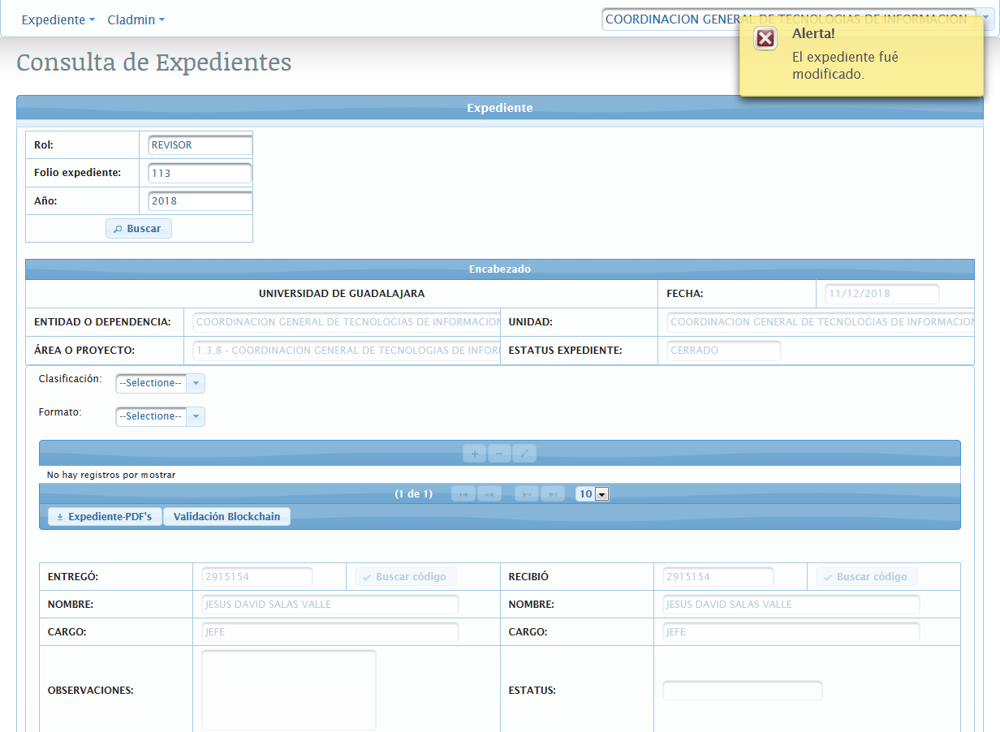 Expediente Cladmin COORDINACION GENERAL DE TECNOLOGIAS DE INFORMACION
Alerta!
El expediente fué
modificado.
Consulta de Expedientes
Expediente
Rol: REVISOR
Folio expediente: 113
Año: 2018
Buscar
Encabezado
UNIVERSIDAD DE GUADALAJARA FECHA: 11/12/2018
ENTIDAD O DEPENDENCIA: COORDINACION GENERAL DE TECNOLOGIAS DE INFORMACION UNIDAD: COORDINACION GENERAL DE TECNOLOGIAS DE INFORMACION
ÁREA O PROYECTO: 1.3.8 - COORDINACION GENERAL DE TECNOLOGIAS DE INFORI ESTATUS EXPEDIENTE: CERRADO
Clasificación: --Selectione--
Formato: --Selectione--
No hay registros por mostrar
(1 de 1) 10
Expediente-PDF's Validación Blockchain
ENTREGÓ: 2915154 Buscar código RECIBIÓ 2915154 Buscar código
NOMBRE: JESUS DAVID SALAS VALLE NOMBRE: JESUS DAVID SALAS VALLE
CARGO: JEFE CARGO: JEFE
OBSERVACIONES: ESTATUS: